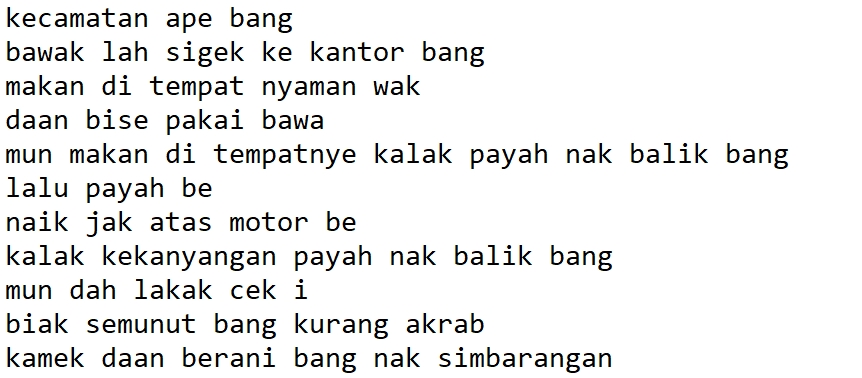 kecamatan ape bang
bawak lah sigek ke kantor bang
makan di tempat nyaman wak
daan bise pakai bawa
mun makan di tempatnye kalak payah nak balik bang
lalu payah be
naik jak atas motor be
kalak kekanyangan payah nak balik bang
mun dah lakak cek i
biak semunut bang kurang akrab
kamek daan berani bang nak simbarangan